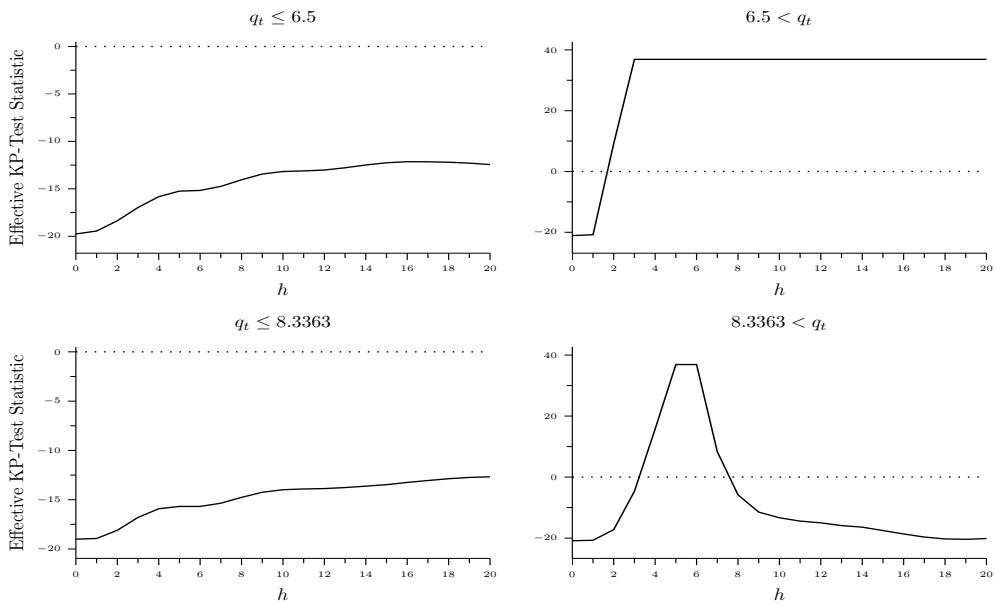 q_t ≤ 6.5
6.5 < q_t
Effective KP-Test Statistic
0
−5
−10
−15
−20
0 2 4 6 8 10 12 14 16 18 20
h
40
20
0
−20
0 2 4 6 8 10 12 14 16 18 20
h
q_t ≤ 8.3363
8.3363 < q_t
Effective KP-Test Statistic
0
−5
−10
−15
−20
0 2 4 6 8 10 12 14 16 18 20
h
40
20
0
−20
0 2 4 6 8 10 12 14 16 18 20
h